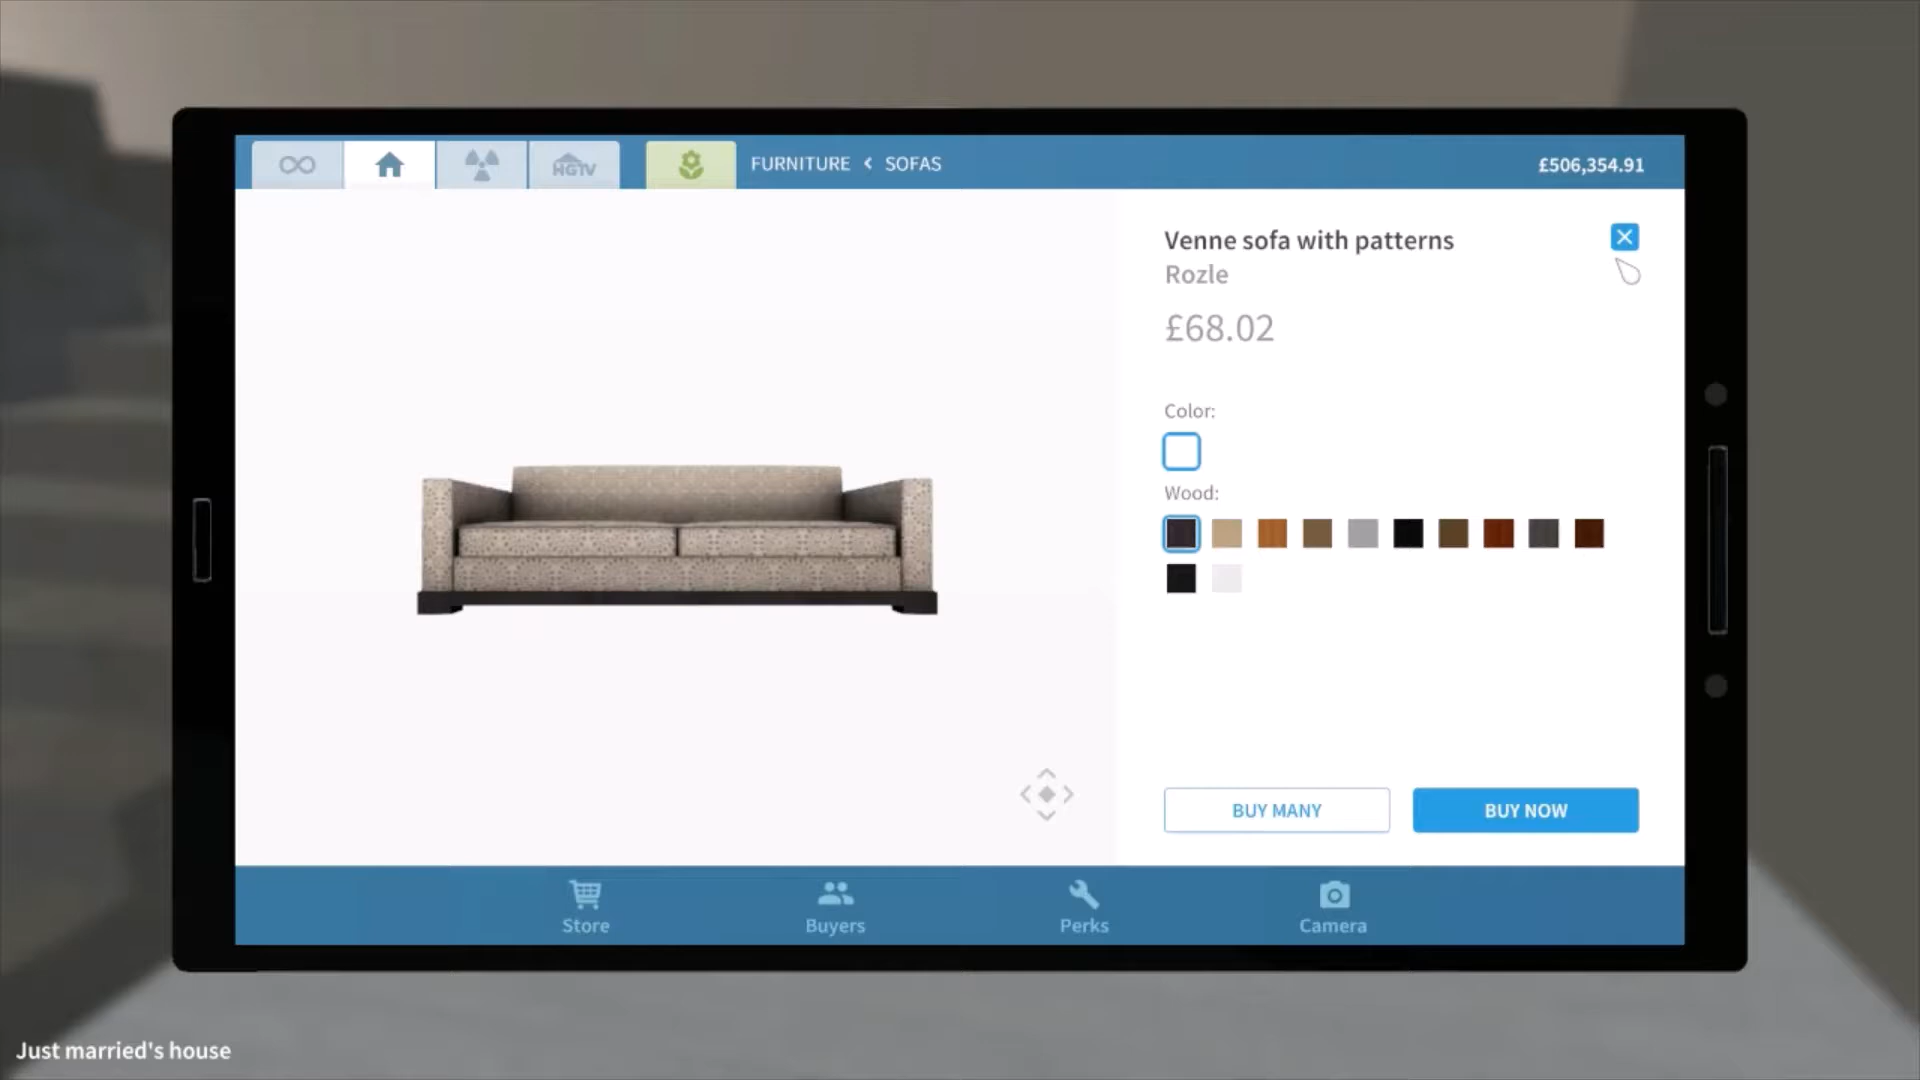 HGTV
FURNITURE < SOFAS
£506,354.91
Venne sofa with patterns
Rozle
£68.02
Color:
Wood:
BUY MANY
BUY NOW
Store
Buyers
Perks
Camera
Just married's house